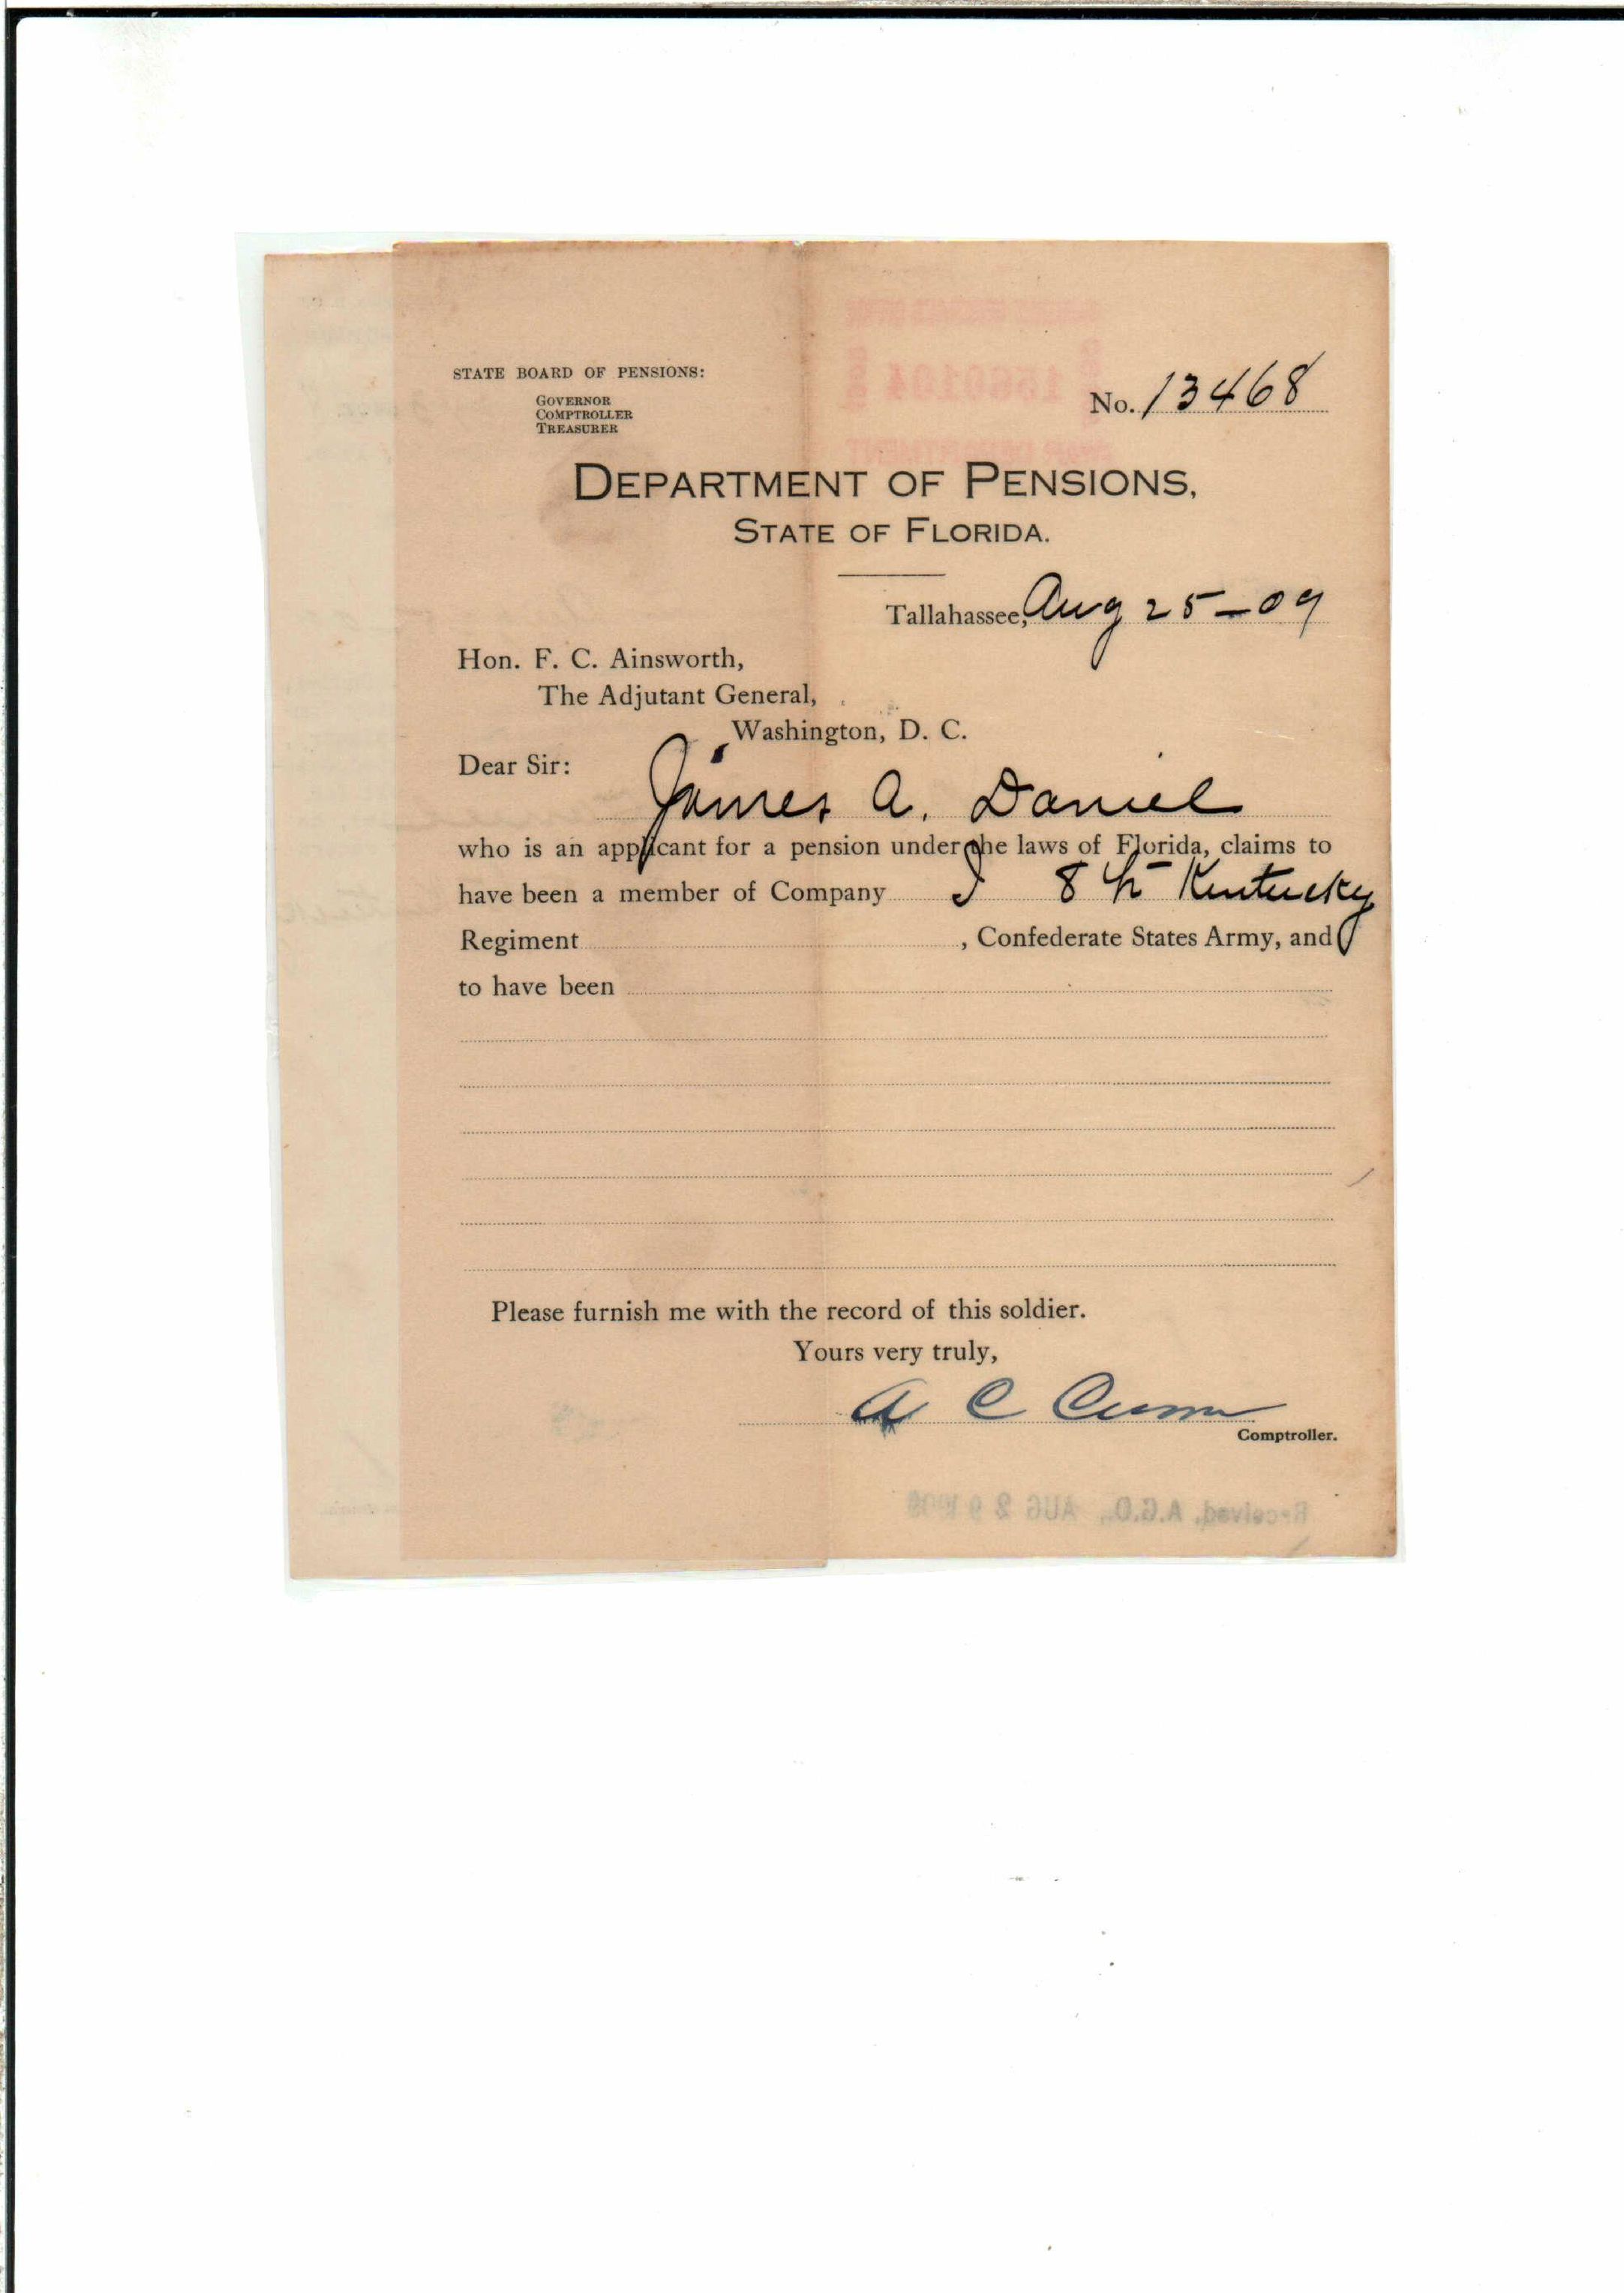 STATE BOARD OF PENSIONS:
GOVERNOR
COMPTROLLER
TREASURER
No. 13468
DEPARTMENT OF PENSIONS,
STATE OF FLORIDA.
Tallahassee, Aug 25-09
Hon. F. C. Ainsworth,
The Adjutant General,
Washington, D. C.
Dear Sir:
James A. Daniel
who is an applicant for a pension under the laws of Florida, claims to
have been a member of Company I 8th Kentucky
Regiment , Confederate States Army, and
to have been
Please furnish me with the record of this soldier.
Yours very truly,
A C
Comptroller.
Received, A.G.O., AUG 29 1909